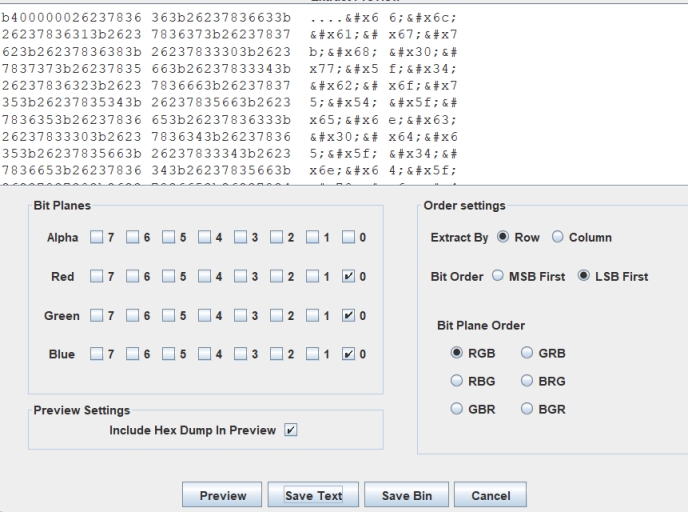 b400000026237836 363b26237836633b ....&#x6 6;&#x6c;
26237836313b2623 7836373b26237837 &#x61;&# x67;&#x7
623b26237836383b 26237833303b2623 b;&#x68; &#x30;&#
7837373b26237835 663b26237833343b x77;&#x5 f;&#x34;
26237836323b2623 7836663b26237837 &#x62;&# x6f;&#x7
353b26237835343b 26237835663b2623 5;&#x54; &#x5f;&#
7836353b26237836 653b26237836333b x65;&#x6 e;&#x63;
26237833303b2623 7836343b26237836 &#x30;&# x64;&#x6
353b26237835663b 26237833343b2623 5;&#x5f; &#x34;&#
7836653b26237836 343b26237835663b x6e;&#x6 4;&#x5f;
Bit Planes
Alpha 7 6 5 4 3 2 1 0
Red 7 6 5 4 3 2 1 0
Green 7 6 5 4 3 2 1 0
Blue 7 6 5 4 3 2 1 0
Preview Settings
Include Hex Dump In Preview
Order settings
Extract By Row Column
Bit Order MSB First LSB First
Bit Plane Order
RGB GRB
RBG BRG
GBR BGR
Preview Save Text Save Bin Cancel